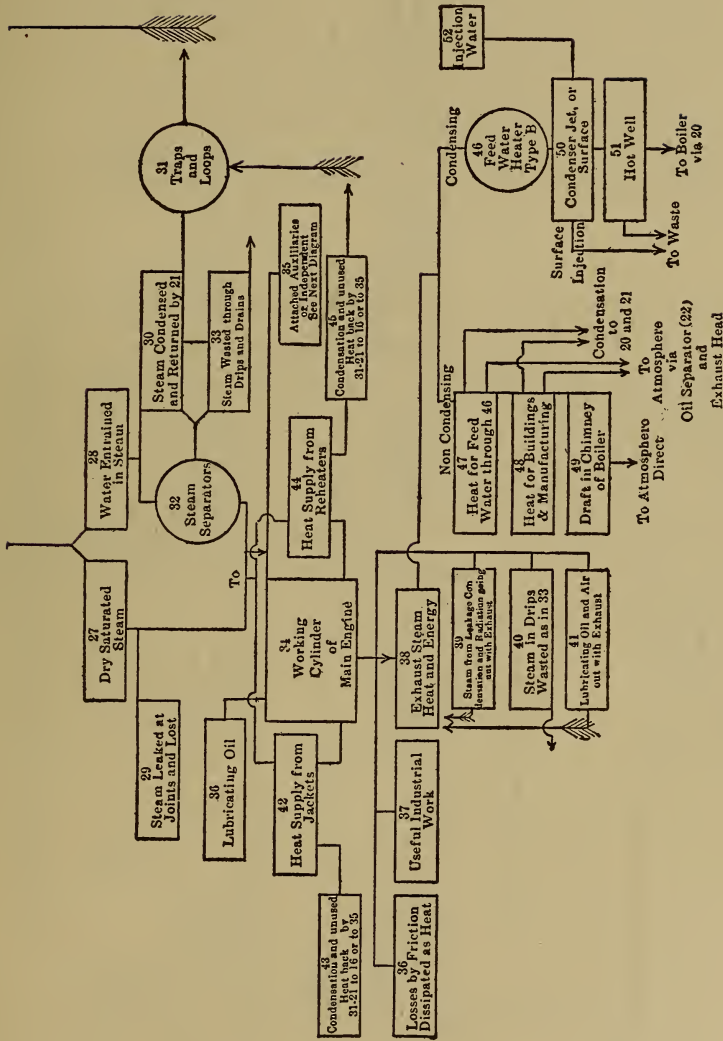 27
Dry Saturated
Steam
28
Water Entrained
in Steam
29
Steam Leaked at
Joints and Lost
32
Steam
Separators
30
Steam Condensed
and Returned by 21
33
Steam Wasted through
Drips and Drains
31
Traps
and
Loops
To
36
Lubricating Oil
42
Heat Supply from
Jackets
43
Condensation and unused
Heat back by
31-21 to 16 or to 35
34
Working
Cylinder
of
Main Engine
44
Heat Supply from
Reheaters
35
Attached Auxiliaries
or Independent
See Next Diagram
45
Condensation and unused
Heat back by
31-21 to 16 or to 35
36
Losses by Friction
Dissipated as Heat
37
Useful Industrial
Work
38
Exhaust Steam
Heat and Energy
39
Steam from Leakage Con
densation and Radiation going
out with Exhaust
40
Steam in Drips
Wasted as in 33
41
Lubricating Oil and Air
out with Exhaust
Non Condensing
47
Heat for Feed
Water through 46
48
Heat for Buildings
& Manufacturing
49
Draft in Chimney
of Boiler
To Atmosphere
Direct
Condensation
to
20 and 21
To
Atmosphere
via
Oil Separator (22)
and
Exhaust Head
Condensing
46
Feed
Water
Heater
Type B
52
Injection
Water
50
Condenser Jet, or
Surface
Surface
Injection
51
Hot Well
To Waste
To Boiler
via 20